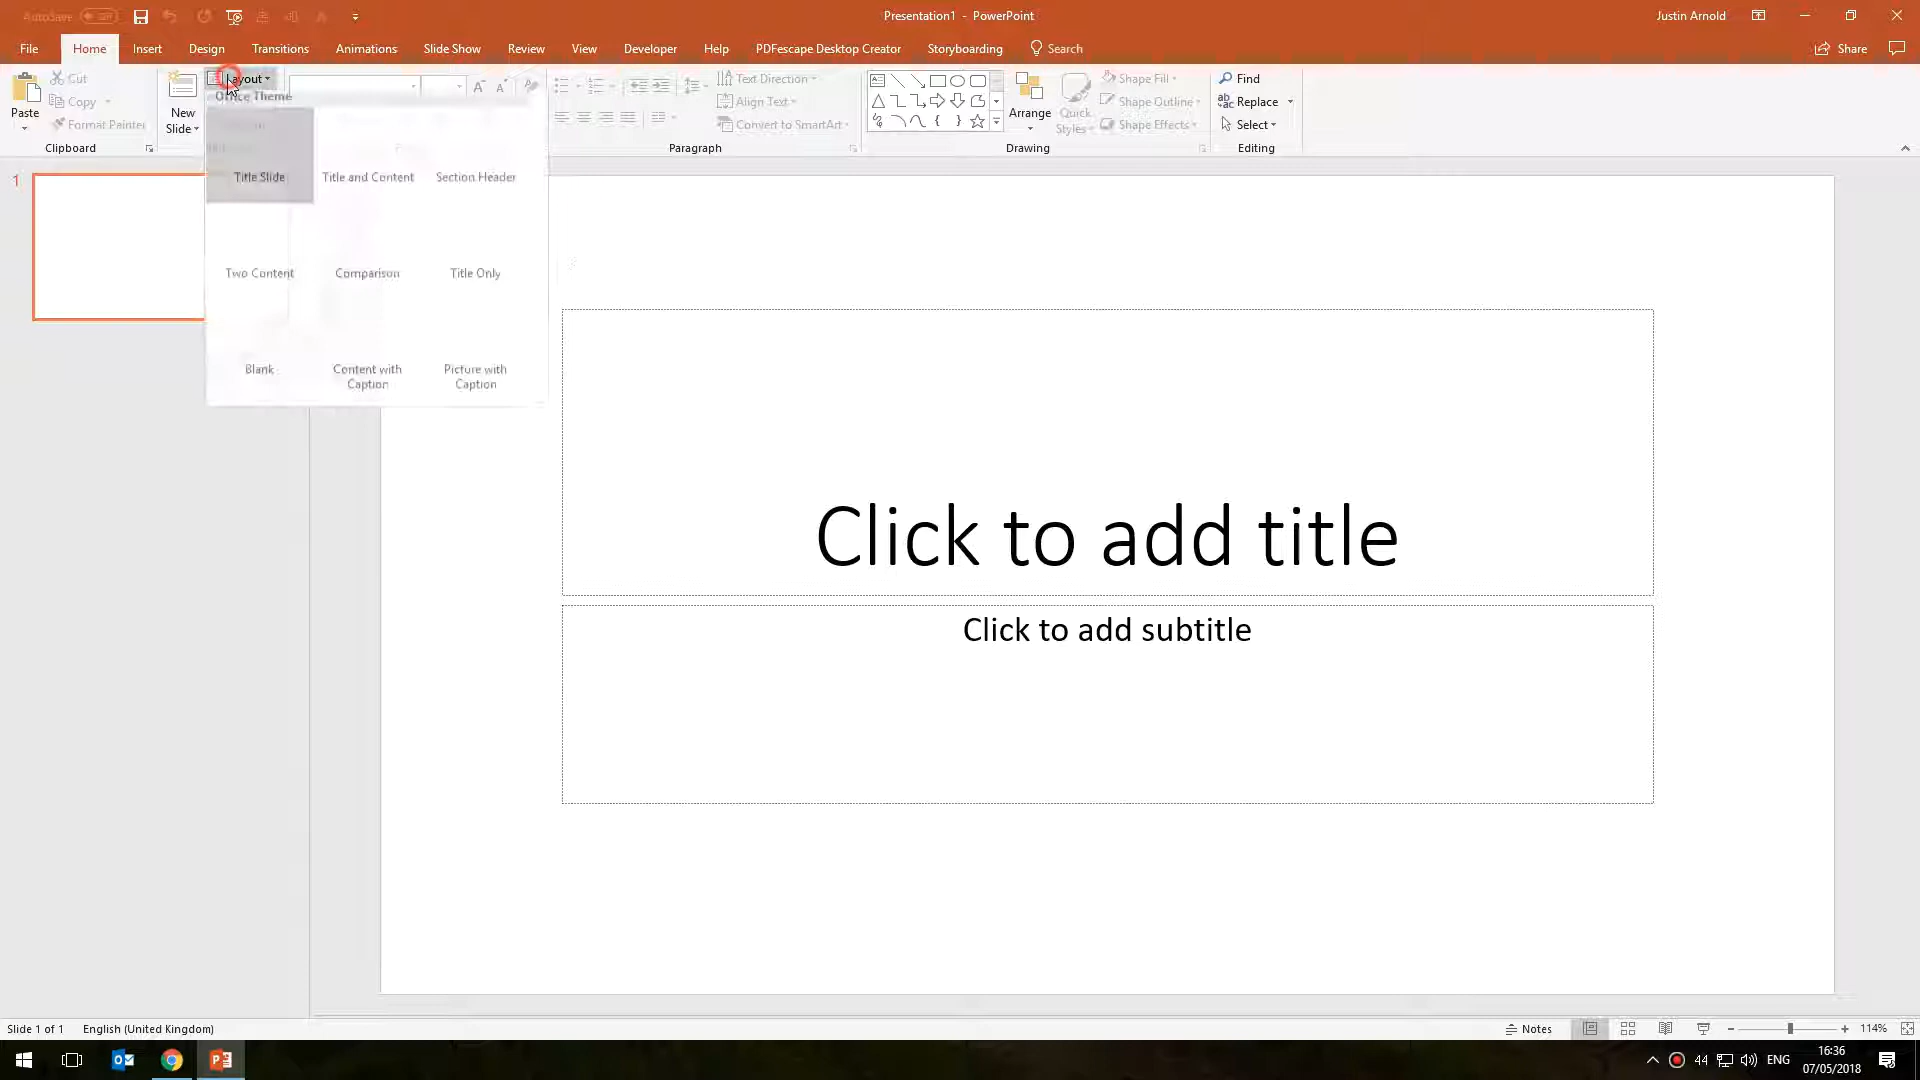 AutoSave Off
Presentation1 - PowerPoint
Justin Arnold
File Home Insert Design Transitions Animations Slide Show Review View Developer Help PDFescape Desktop Creator Storyboarding Search
Share
Paste
Cut
Copy
Format Painter
Clipboard
New
Slide
Layout
Text Direction
Align Text
Convert to SmartArt
Paragraph
Arrange
Quick
Styles
Shape Fill
Shape Outline
Shape Effects
Drawing
Find
Replace
Select
Editing
Office Theme
Title Slide
Title and Content
Section Header
Two Content
Comparison
Title Only
Blank
Content with
Caption
Picture with
Caption
1
Click to add title
Click to add subtitle
Slide 1 of 1
English (United Kingdom)
Notes
114%
44
ENG
16:36
07/05/2018